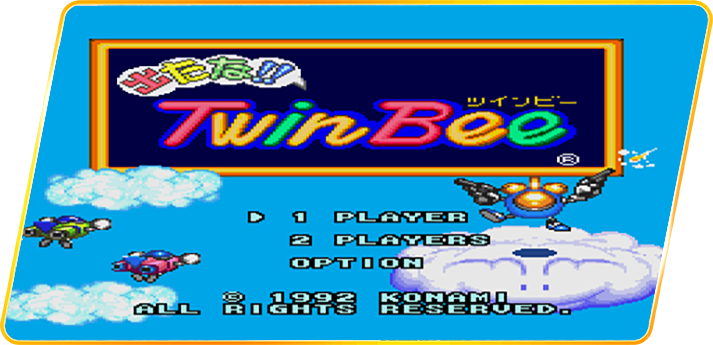 出たな!!
ツインビー
TwinBee
®
▷ 1 PLAYER
2 PLAYERS
OPTION
© 1992 KONAMI
ALL RIGHTS RESERVED.